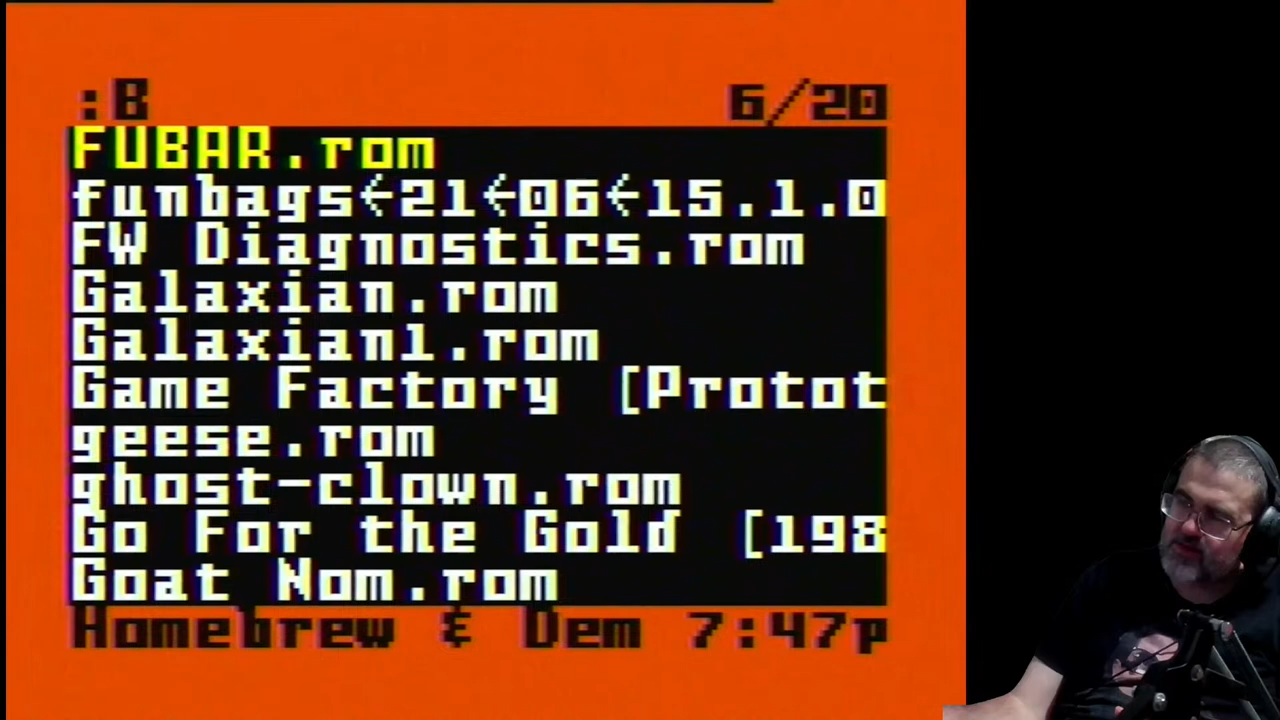 :B 6/20
FUBAR.rom
funbags←21←06←15.1.0
FW Diagnostics.rom
Galaxian.rom
Galaxian1.rom
Game Factory [Protot
geese.rom
ghost-clown.rom
Go For the Gold [198
Goat Nom.rom
Homebrew & Dem 7:47p